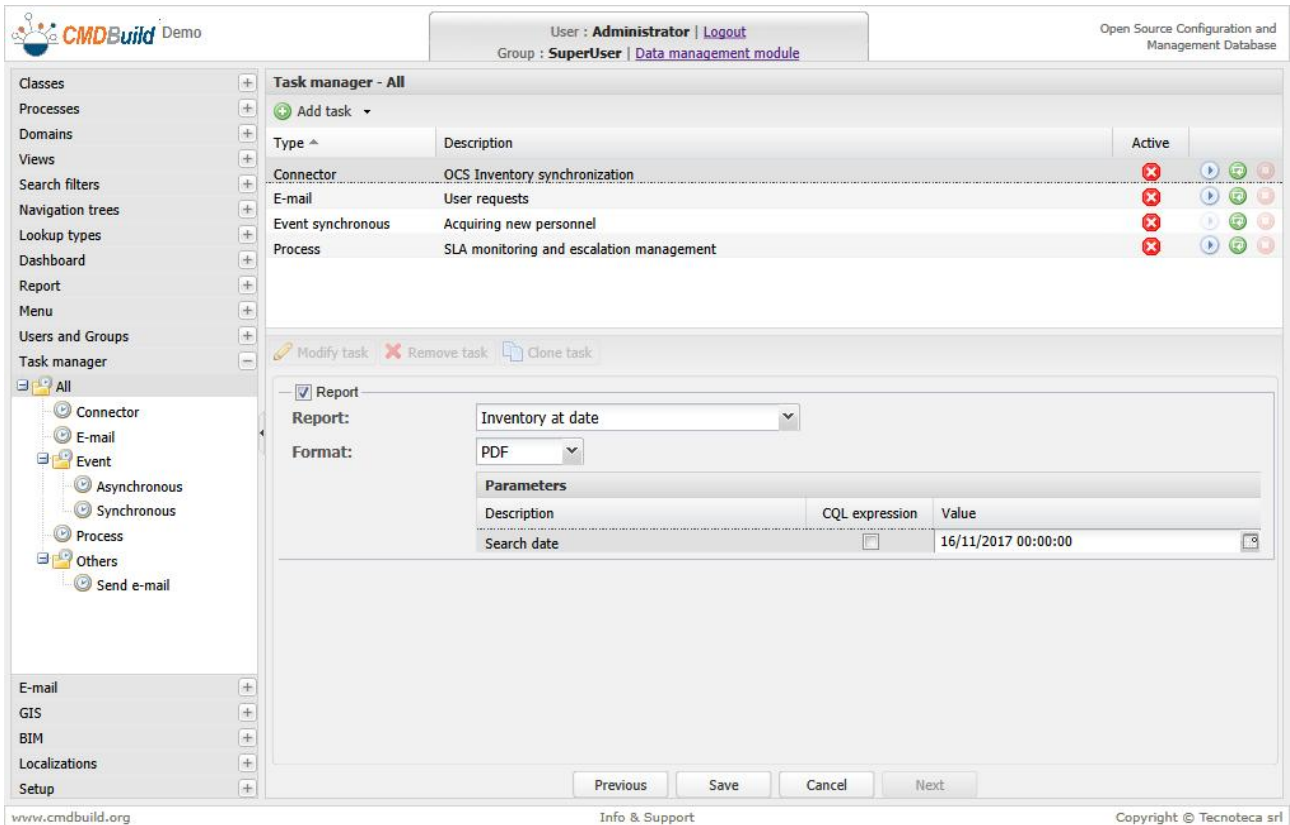 CMDBuild Demo
User : Administrator | Logout
Group : SuperUser | Data management module
Open Source Configuration and
Management Database
Classes
Processes
Domains
Views
Search filters
Navigation trees
Lookup types
Dashboard
Report
Menu
Users and Groups
Task manager
All
Connector
E-mail
Event
Asynchronous
Synchronous
Process
Others
Send e-mail
E-mail
GIS
BIM
Localizations
Setup
Task manager - All
Add task
Type Description Active
Connector OCS Inventory synchronization
E-mail User requests
Event synchronous Acquiring new personnel
Process SLA monitoring and escalation management
Modify task Remove task Clone task
Report
Report: Inventory at date
Format: PDF
Parameters
Description CQL expression Value
Search date 16/11/2017 00:00:00
Previous Save Cancel Next
www.cmdbuild.org Info & Support Copyright © Tecnoteca srl